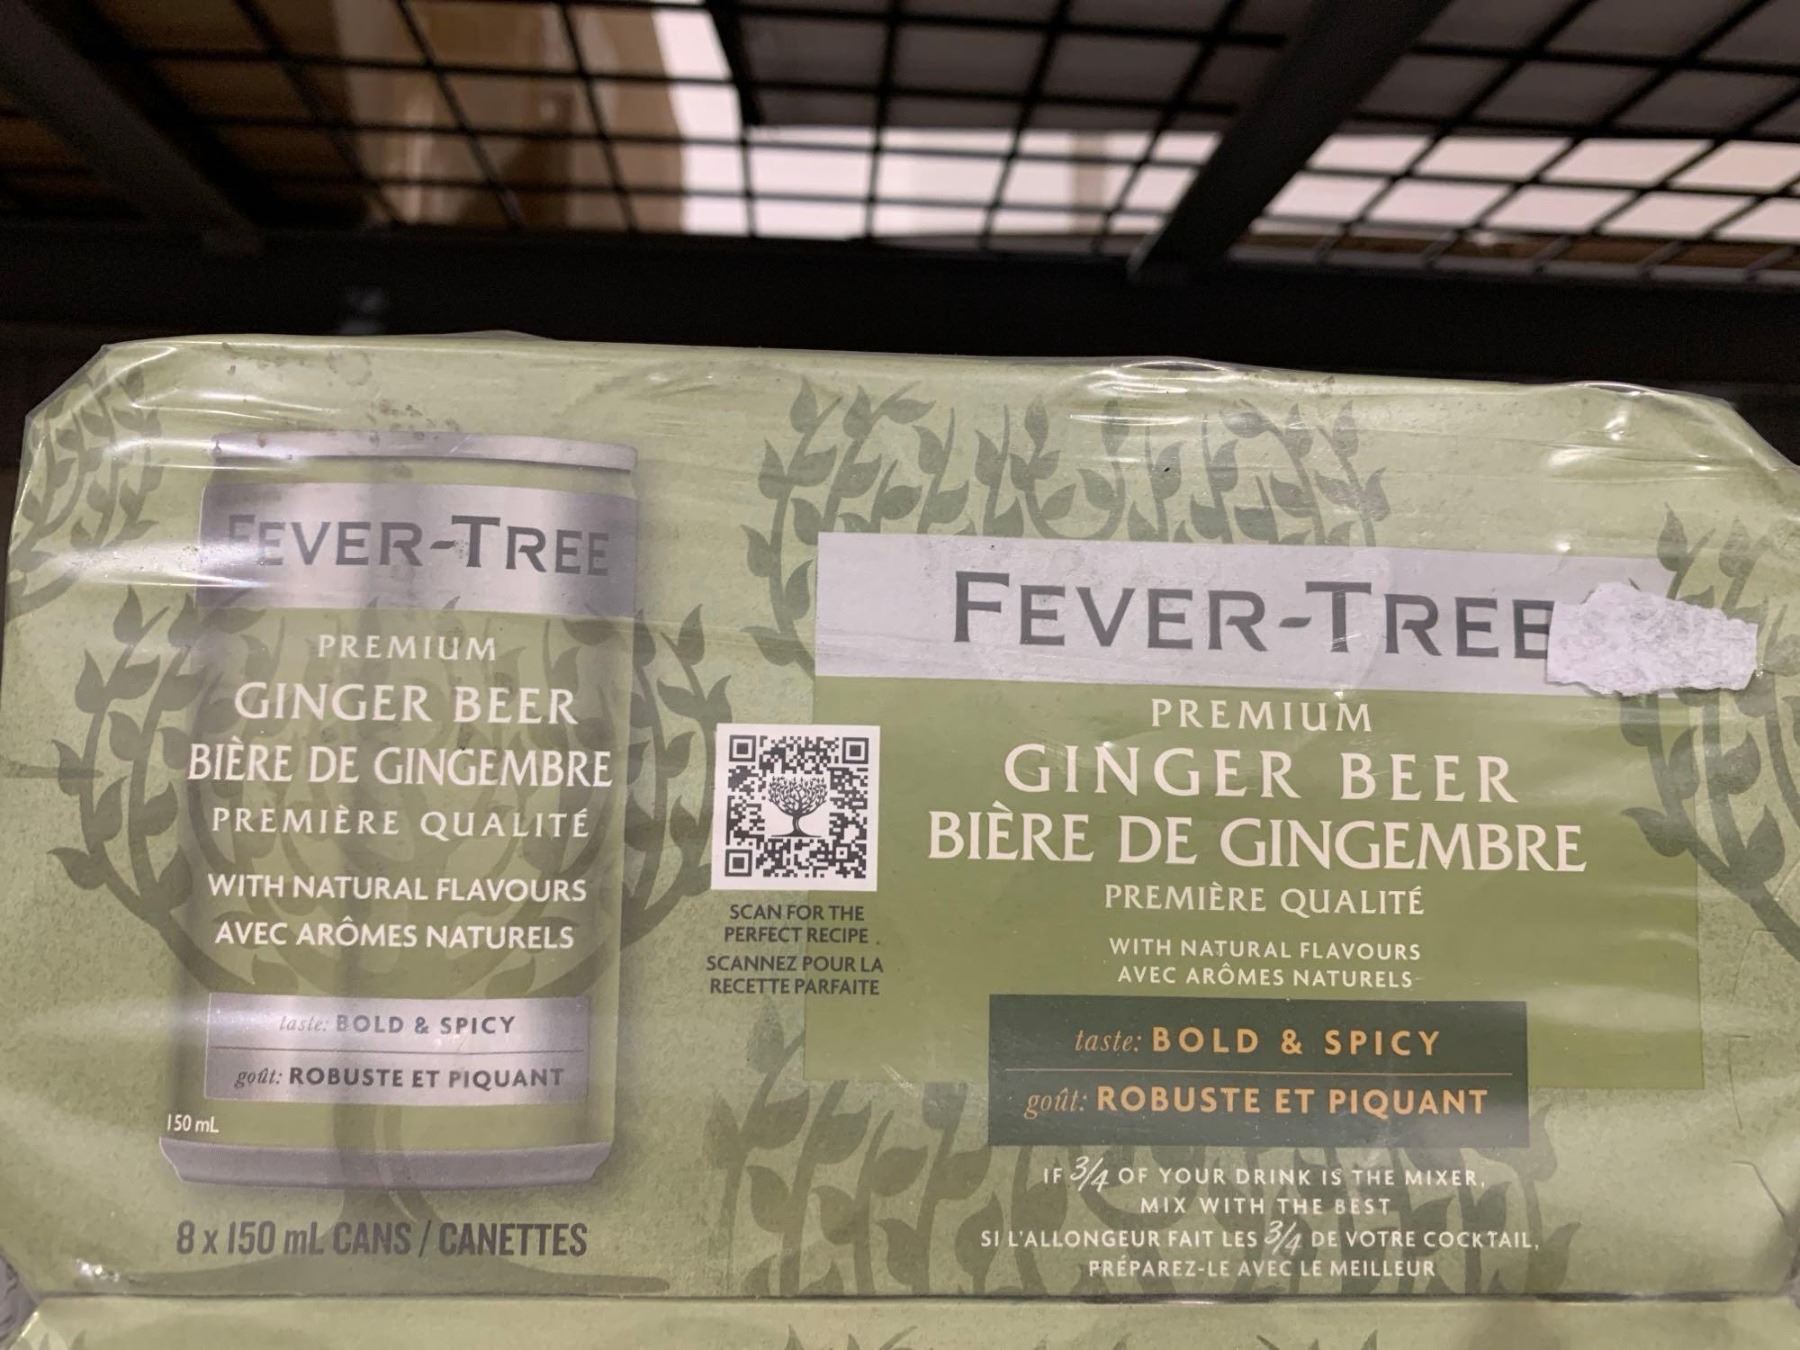 FEVER-TREE
PREMIUM
GINGER BEER
BIÈRE DE GINGEMBRE
PREMIÈRE QUALITÉ
WITH NATURAL FLAVOURS
AVEC ARÔMES NATURELS
taste: BOLD & SPICY
goût: ROBUSTE ET PIQUANT
150 mL
8 x 150 mL CANS / CANETTES
SCAN FOR THE
PERFECT RECIPE
SCANNEZ POUR LA
RECETTE PARFAITE
FEVER-TREE
PREMIUM
GINGER BEER
BIÈRE DE GINGEMBRE
PREMIÈRE QUALITÉ
WITH NATURAL FLAVOURS
AVEC ARÔMES NATURELS
taste: BOLD & SPICY
goût: ROBUSTE ET PIQUANT
IF 3/4 OF YOUR DRINK IS THE MIXER,
MIX WITH THE BEST
SI L'ALLONGEUR FAIT LES 3/4 DE VOTRE COCKTAIL,
PRÉPAREZ-LE AVEC LE MEILLEUR